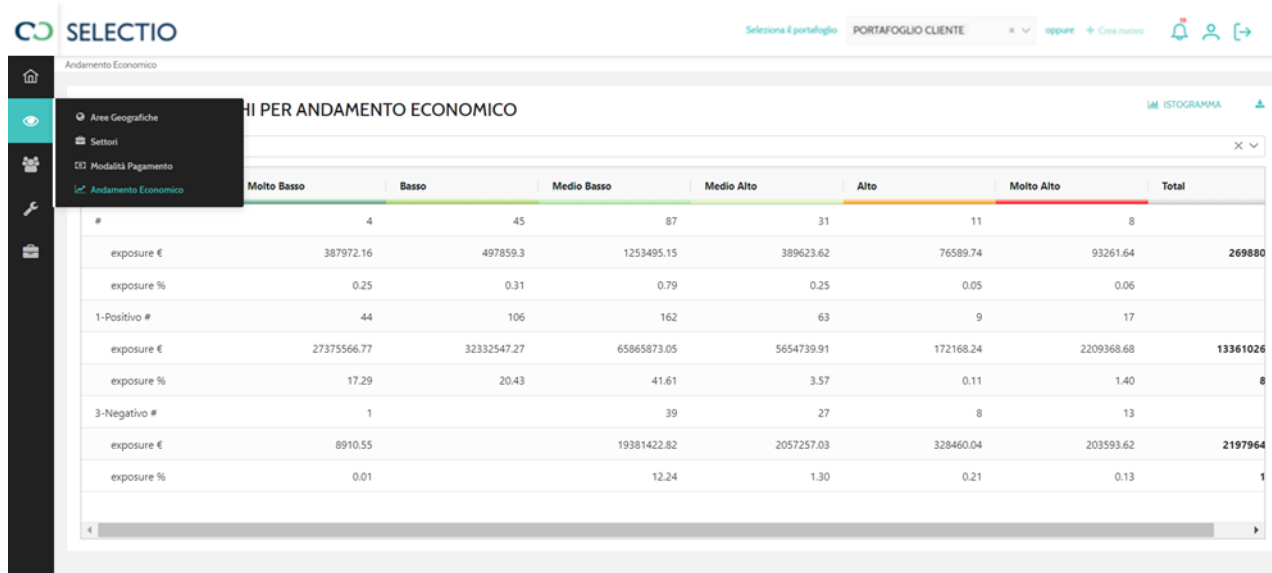 SELECTIO
Seleziona il portafoglio PORTAFOGLIO CLIENTE oppure + Crea nuovo
Andamento Economico
HI PER ANDAMENTO ECONOMICO ISTOGRAMMA
Aree Geografiche
Settori
Modalità Pagamento
Andamento Economico
Molto Basso Basso Medio Basso Medio Alto Alto Molto Alto Total
# 4 45 87 31 11 8
exposure € 387972.16 497859.3 1253495.15 389623.62 76589.74 93261.64 269880
exposure % 0.25 0.31 0.79 0.25 0.05 0.06
1-Positivo # 44 106 162 63 9 17
exposure € 27375566.77 32332547.27 65865873.05 5654739.91 172168.24 2209368.68 13361026
exposure % 17.29 20.43 41.61 3.57 0.11 1.40 8
3-Negativo # 1 39 27 8 13
exposure € 8910.55 19381422.82 2057257.03 328460.04 203593.62 2197964
exposure % 0.01 12.24 1.30 0.21 0.13 1